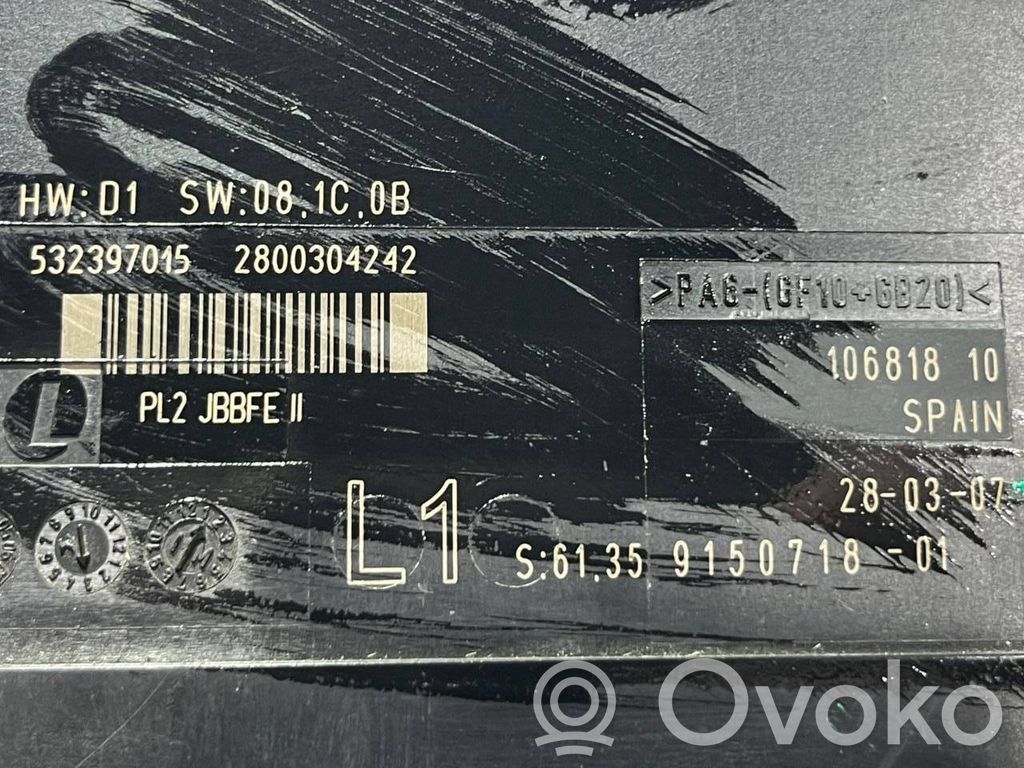 HW:D1 SW:08,1C,0B
532397015 2800304242
>PA6-(GF10+GB20)<
106818 10
PL2 JBBFE II
SPAIN
L
L1
28-03-07
S:61,35 9150718-01
Ovoko